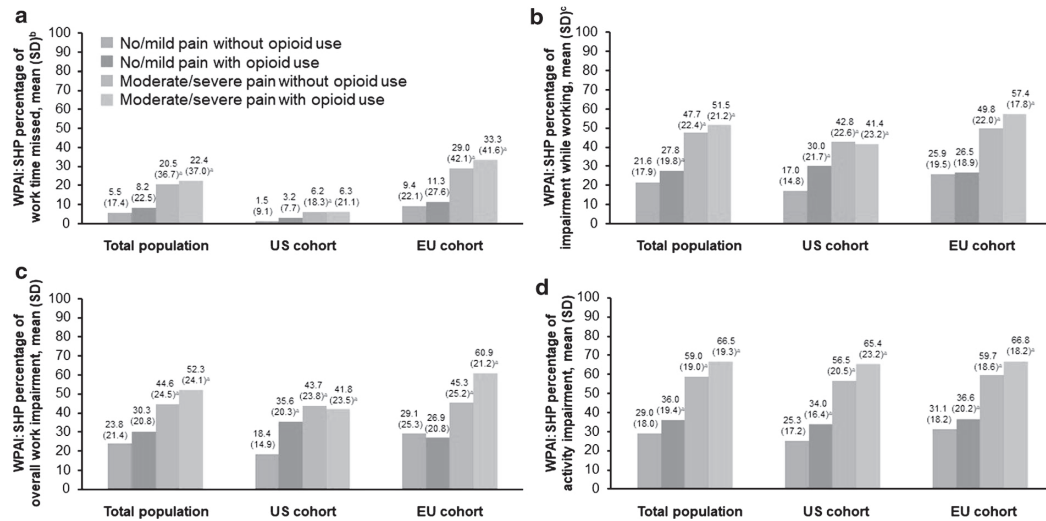 a
WPAI:SHP percentage of
work time missed, mean (SD)b
100
90
80
70
60
50
40
30
20
10
0
No/mild pain without opioid use
No/mild pain with opioid use
Moderate/severe pain without opioid use
Moderate/severe pain with opioid use
5.5
(17.4)
8.2
(22.5)
20.5
(36.7)a
22.4
(37.0)a
1.5
(9.1)
3.2
(7.7)
6.2
(18.3)a
6.3
(21.1)
9.4
(22.1)
11.3
(27.6)
29.0
(42.1)a
33.3
(41.6)a
Total population
US cohort
EU cohort
b
WPAI:SHP percentage of
impairment while working, mean (SD)c
100
90
80
70
60
50
40
30
20
10
0
21.6
(17.9)
27.8
(19.8)a
47.7
(22.4)a
51.5
(21.2)a
17.0
(14.8)
30.0
(21.7)a
42.8
(22.6)a
41.4
(23.2)a
25.9
(19.5)
26.5
(18.9)
49.8
(22.0)a
57.4
(17.8)a
Total population
US cohort
EU cohort
c
WPAI:SHP percentage of
overall work impairment, mean (SD)
100
90
80
70
60
50
40
30
20
10
0
23.8
(21.4)
30.3
(20.8)
44.6
(24.5)a
52.3
(24.1)a
18.4
(14.9)
35.6
(20.3)a
43.7
(23.8)a
41.8
(23.5)a
29.1
(25.3)
26.9
(20.8)
45.3
(25.2)a
60.9
(21.2)a
Total population
US cohort
EU cohort
d
WPAI:SHP percentage of
activity impairment, mean (SD)
100
90
80
70
60
50
40
30
20
10
0
29.0
(18.0)
36.0
(19.4)a
59.0
(19.0)a
66.5
(19.3)a
25.3
(17.2)
34.0
(16.4)a
56.5
(20.5)a
65.4
(23.2)a
31.1
(18.2)
36.6
(20.2)a
59.7
(18.6)a
66.8
(18.2)a
Total population
US cohort
EU cohort